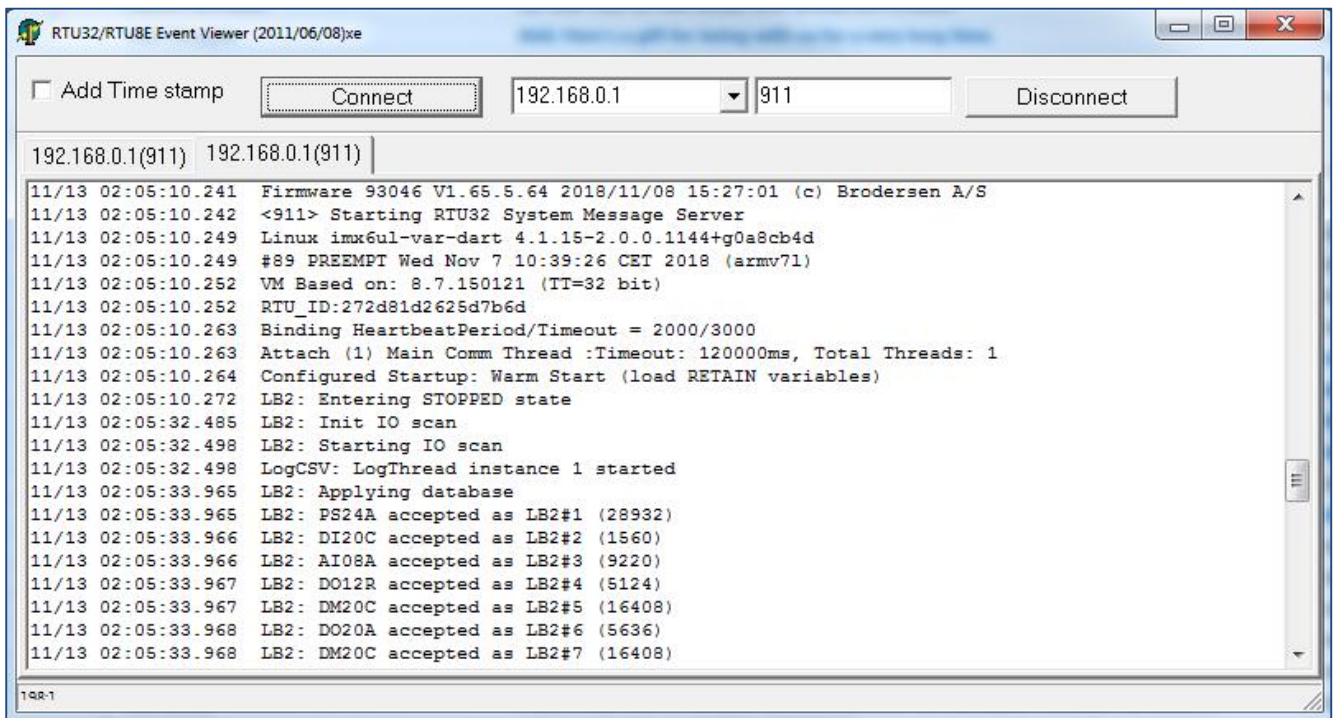 RTU32/RTU8E Event Viewer (2011/06/08)xe
Add Time stamp Connect 192.168.0.1 911 Disconnect
192.168.0.1(911) 192.168.0.1(911)
11/13 02:05:10.241 Firmware 93046 V1.65.5.64 2018/11/08 15:27:01 (c) Brodersen A/S
11/13 02:05:10.242 <911> Starting RTU32 System Message Server
11/13 02:05:10.249 Linux imx6ul-var-dart 4.1.15-2.0.0.1144+g0a8cb4d
11/13 02:05:10.249 #89 PREEMPT Wed Nov 7 10:39:26 CET 2018 (armv7l)
11/13 02:05:10.252 VM Based on: 8.7.150121 (TT=32 bit)
11/13 02:05:10.252 RTU_ID:272d81d2625d7b6d
11/13 02:05:10.263 Binding HeartbeatPeriod/Timeout = 2000/3000
11/13 02:05:10.263 Attach (1) Main Comm Thread :Timeout: 120000ms, Total Threads: 1
11/13 02:05:10.264 Configured Startup: Warm Start (load RETAIN variables)
11/13 02:05:10.272 LB2: Entering STOPPED state
11/13 02:05:32.485 LB2: Init IO scan
11/13 02:05:32.498 LB2: Starting IO scan
11/13 02:05:32.498 LogCSV: LogThread instance 1 started
11/13 02:05:33.965 LB2: Applying database
11/13 02:05:33.965 LB2: PS24A accepted as LB2#1 (28932)
11/13 02:05:33.966 LB2: DI20C accepted as LB2#2 (1560)
11/13 02:05:33.966 LB2: AI08A accepted as LB2#3 (9220)
11/13 02:05:33.967 LB2: DO12R accepted as LB2#4 (5124)
11/13 02:05:33.967 LB2: DM20C accepted as LB2#5 (16408)
11/13 02:05:33.968 LB2: DO20A accepted as LB2#6 (5636)
11/13 02:05:33.968 LB2: DM20C accepted as LB2#7 (16408)